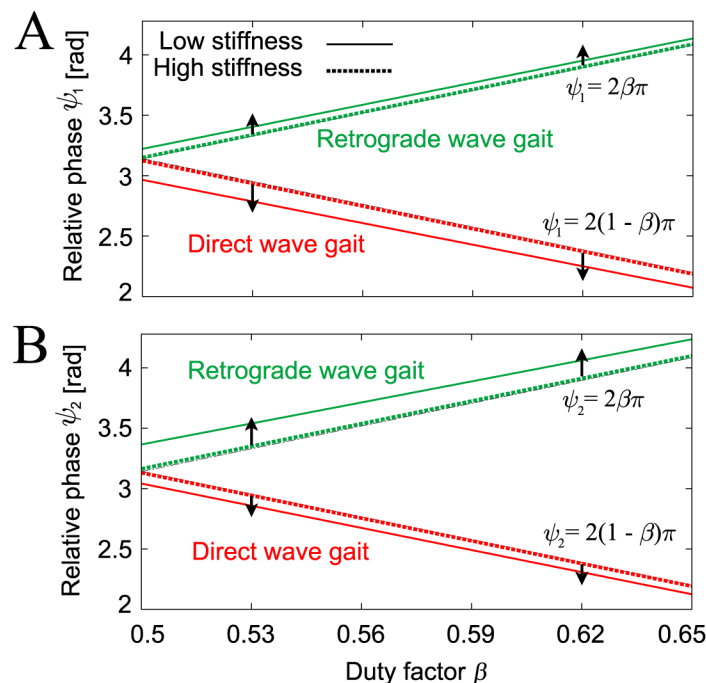 A
Relative phase ψ₁ [rad]
4
3.5
3
2.5
2
Low stiffness
High stiffness
ψ₁ = 2βπ
Retrograde wave gait
ψ₁ = 2(1 - β)π
Direct wave gait
B
Relative phase ψ₂ [rad]
4
3.5
3
2.5
2
Retrograde wave gait
ψ₂ = 2βπ
ψ₂ = 2(1 - β)π
Direct wave gait
0.5 0.53 0.56 0.59 0.62 0.65
Duty factor β